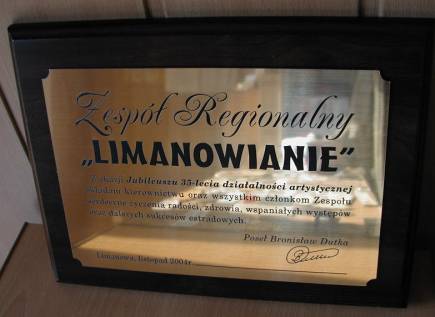 Zespół Regionalny
„LIMANOWIANIE”
Z okazji Jubileuszu 35-lecia działalności artystycznej
składam kierownictwu oraz wszystkim członkom Zespołu
serdeczne życzenia radości, zdrowia, wspaniałych występów
oraz dalszych sukcesów estradowych.
Poseł Bronisław Dutka
Limanowa, listopad 2004r.